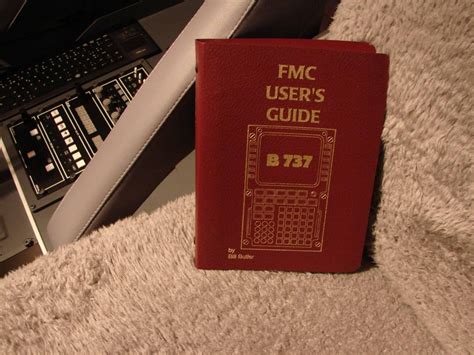 FMC
USER'S
GUIDE
B 737
by
Bill Bulfer